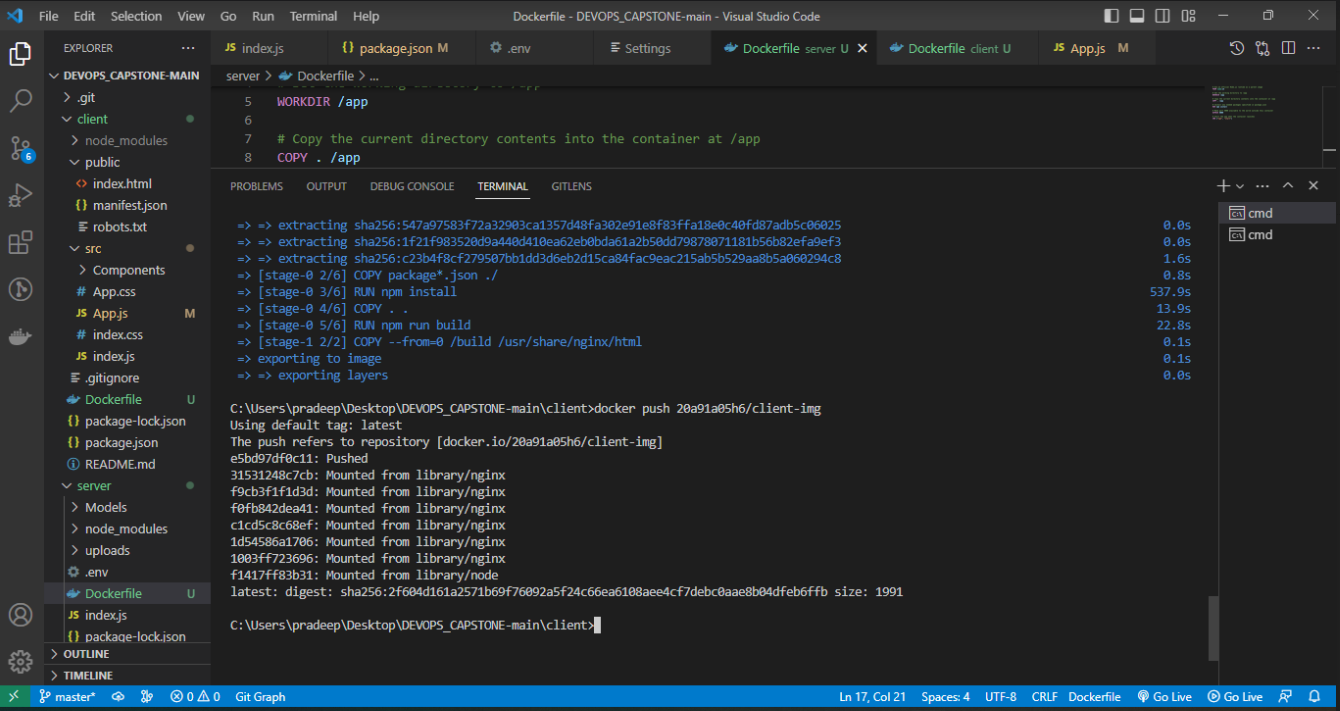 File Edit Selection View Go Run Terminal Help Dockerfile - DEVOPS_CAPSTONE-main - Visual Studio Code
EXPLORER ...
JS index.js {} package.json M .env Settings Dockerfile server U Dockerfile client U JS App.js M
DEVOPS_CAPSTONE-MAIN
server > Dockerfile > ...
5 WORKDIR /app
6
7 # Copy the current directory contents into the container at /app
8 COPY . /app
.git
client
node_modules
public
<> index.html
{} manifest.json
robots.txt
src
Components
# App.css
JS App.js M
# index.css
JS index.js
.gitignore
Dockerfile U
{} package-lock.json
{} package.json
README.md
server
Models
node_modules
uploads
.env
Dockerfile U
JS index.js
{} package-lock.json
OUTLINE
TIMELINE
6
PROBLEMS OUTPUT DEBUG CONSOLE TERMINAL GITLENS
cmd
cmd
=> => extracting sha256:547a97583f72a32903ca1357d48fa302e91e8f83ffa18e0c40fd87adb5c06025 0.0s
=> => extracting sha256:1f21f983520d9a440d410ea62eb0bda61a2b50dd79878071181b56b82efa9ef3 0.0s
=> => extracting sha256:c23b4f8cf279507bb1dd3d6eb2d15ca84fac9eac215ab5b529aa8b5a060294c8 1.6s
=> [stage-0 2/6] COPY package*.json ./ 0.8s
=> [stage-0 3/6] RUN npm install 537.9s
=> [stage-0 4/6] COPY . . 13.9s
=> [stage-0 5/6] RUN npm run build 22.8s
=> [stage-1 2/2] COPY --from=0 /build /usr/share/nginx/html 0.1s
=> exporting to image 0.1s
=> => exporting layers 0.0s
C:\Users\pradeep\Desktop\DEVOPS_CAPSTONE-main\client>docker push 20a91a05h6/client-img
Using default tag: latest
The push refers to repository [docker.io/20a91a05h6/client-img]
e5bd97df0c11: Pushed
31531248c7cb: Mounted from library/nginx
f9cb3f1f1d3d: Mounted from library/nginx
f0fb842dea41: Mounted from library/nginx
c1cd5c8c68ef: Mounted from library/nginx
1d54586a1706: Mounted from library/nginx
1003ff723696: Mounted from library/nginx
f1417ff83b31: Mounted from library/node
latest: digest: sha256:2f604d161a2571b69f76092a5f24c66ea6108aee4cf7debc0aae8b04dfeb6ffb size: 1991
C:\Users\pradeep\Desktop\DEVOPS_CAPSTONE-main\client>
master* 0 0 Git Graph Ln 17, Col 21 Spaces: 4 UTF-8 CRLF Dockerfile Go Live Go Live